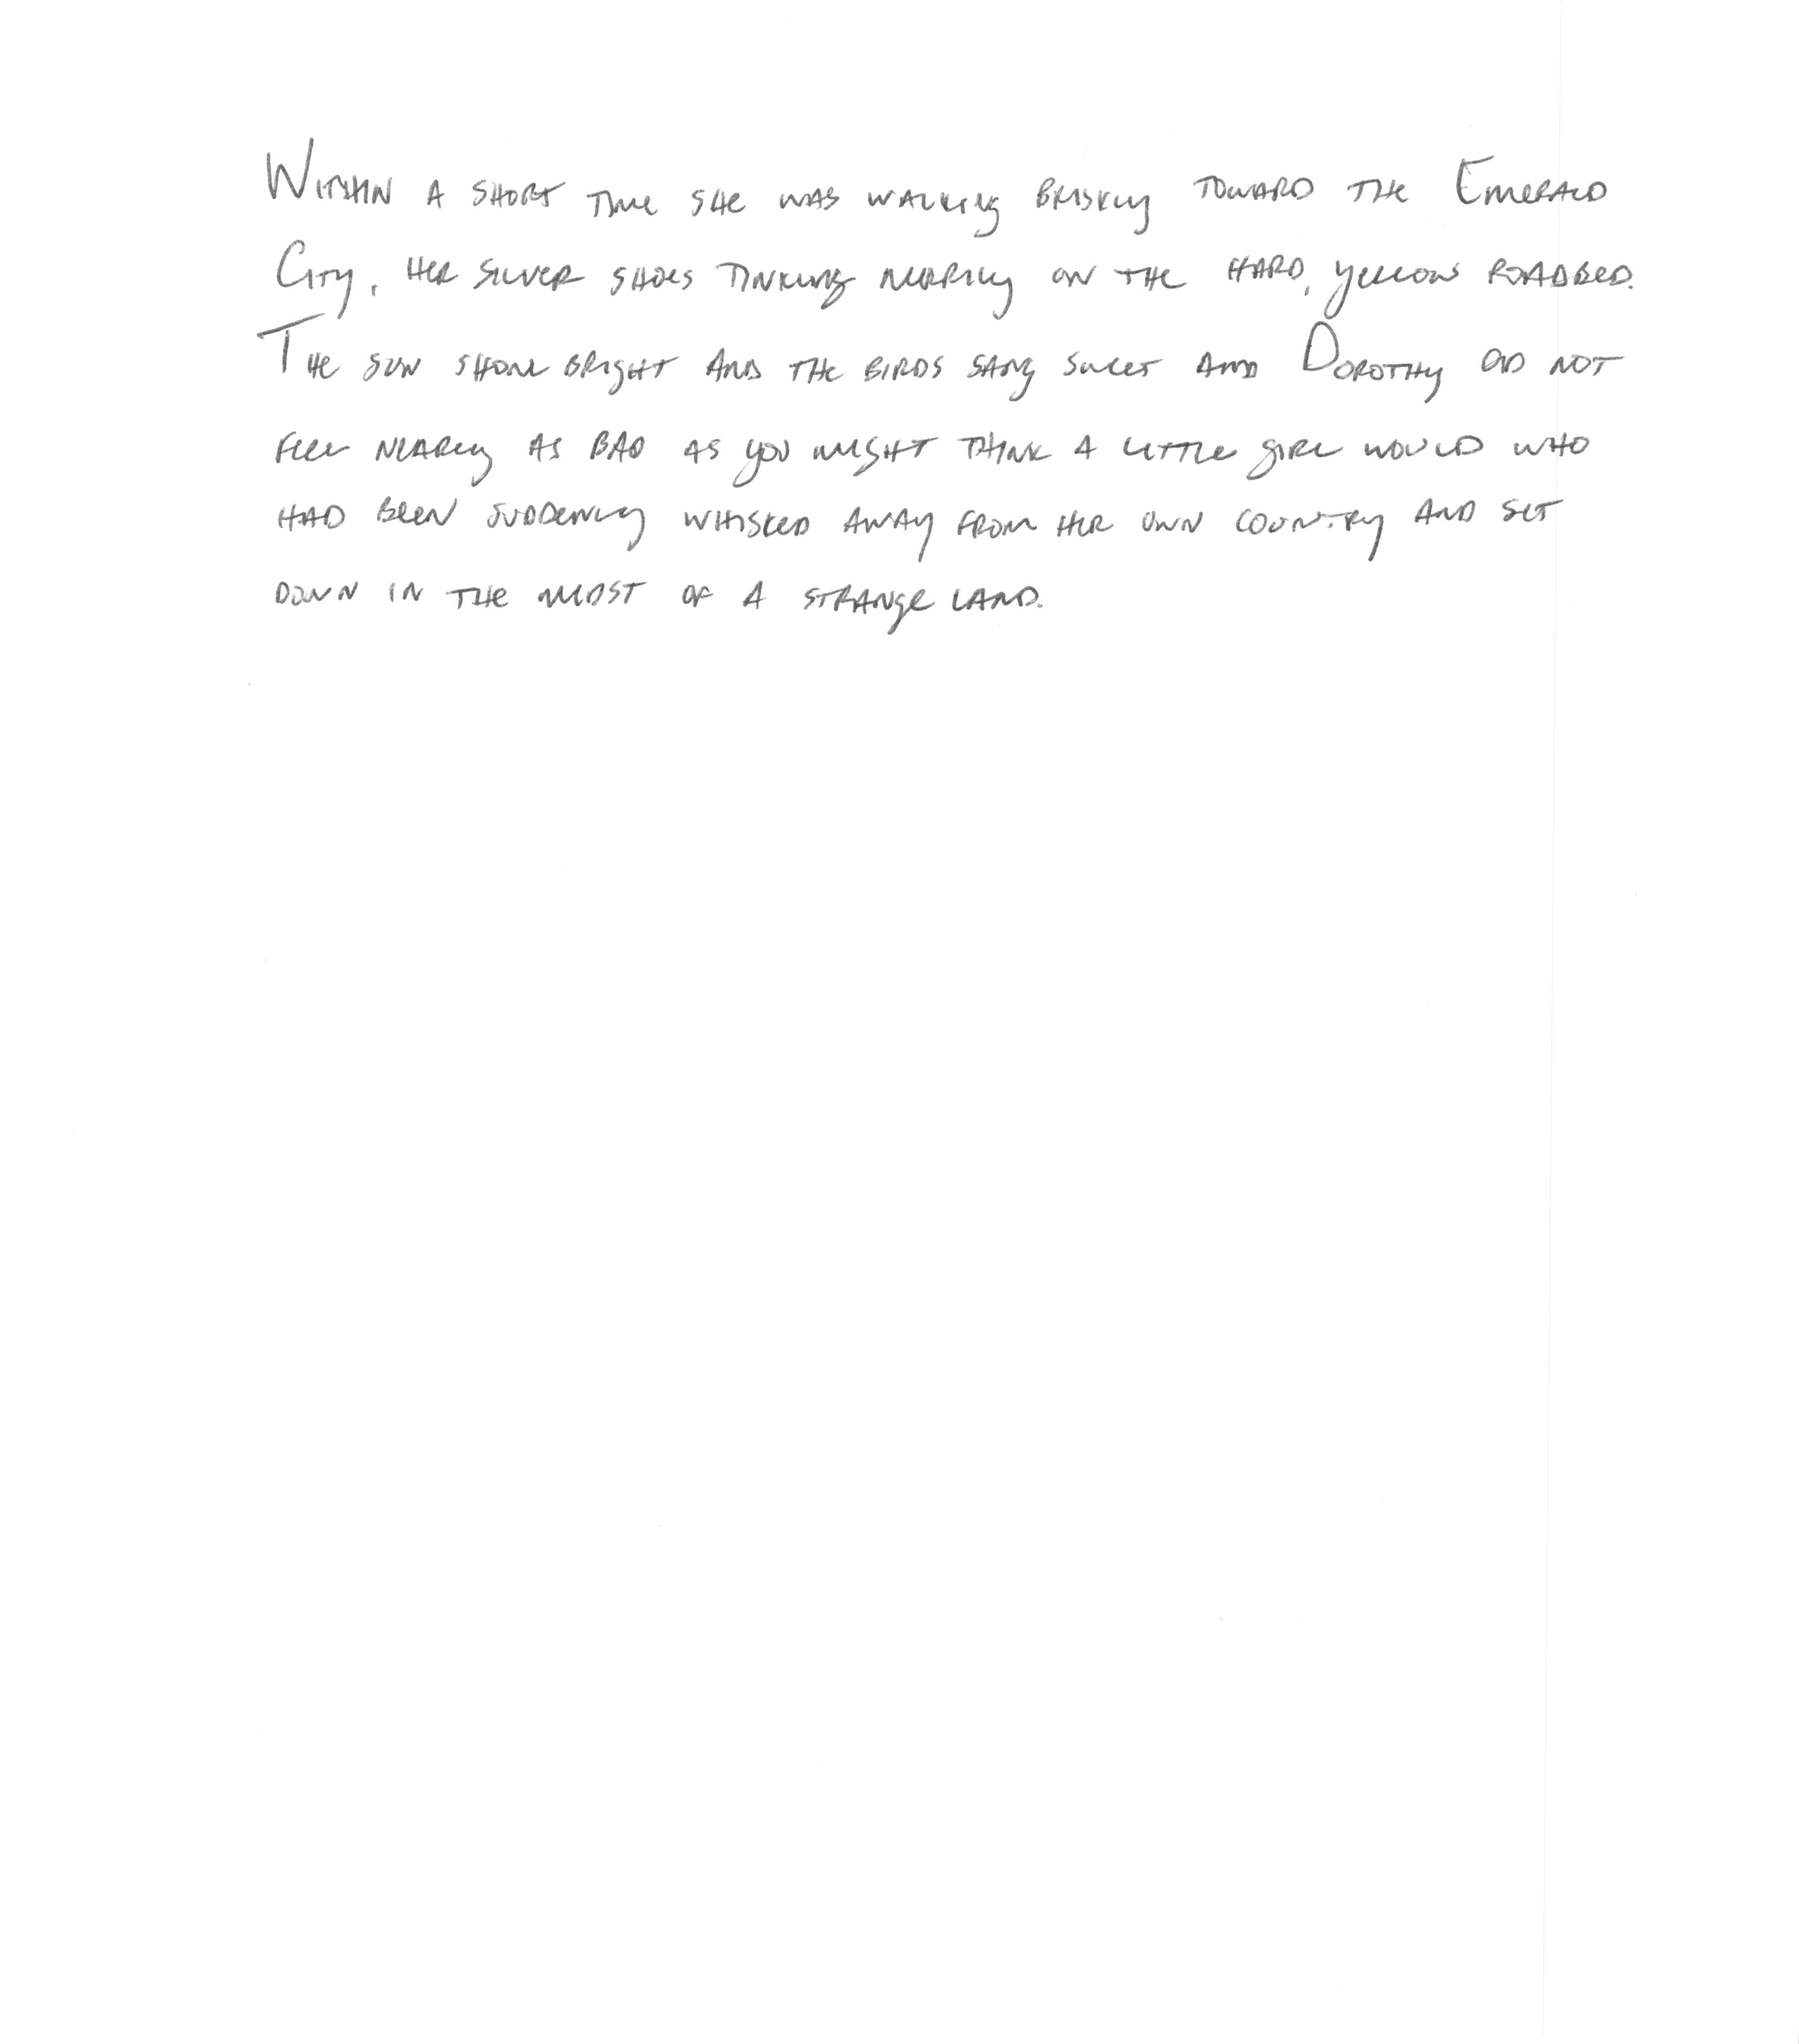 Within a short time she was walking briskly toward the Emerald
City, her silver shoes tinkling merrily on the hard, yellow roadbed.
The sun shone bright and the birds sang sweet and Dorothy did not
feel nearly as bad as you might think a little girl would who
had been suddenly whisked away from her own country and set
down in the midst of a strange land.